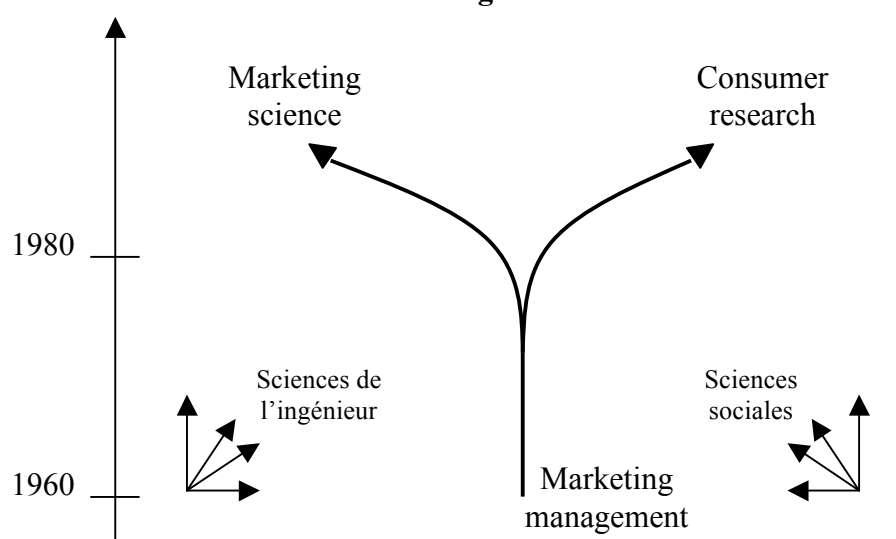 Marketing
science
Consumer
research
1980
Sciences de
l'ingénieur
Sciences
sociales
1960
Marketing
management